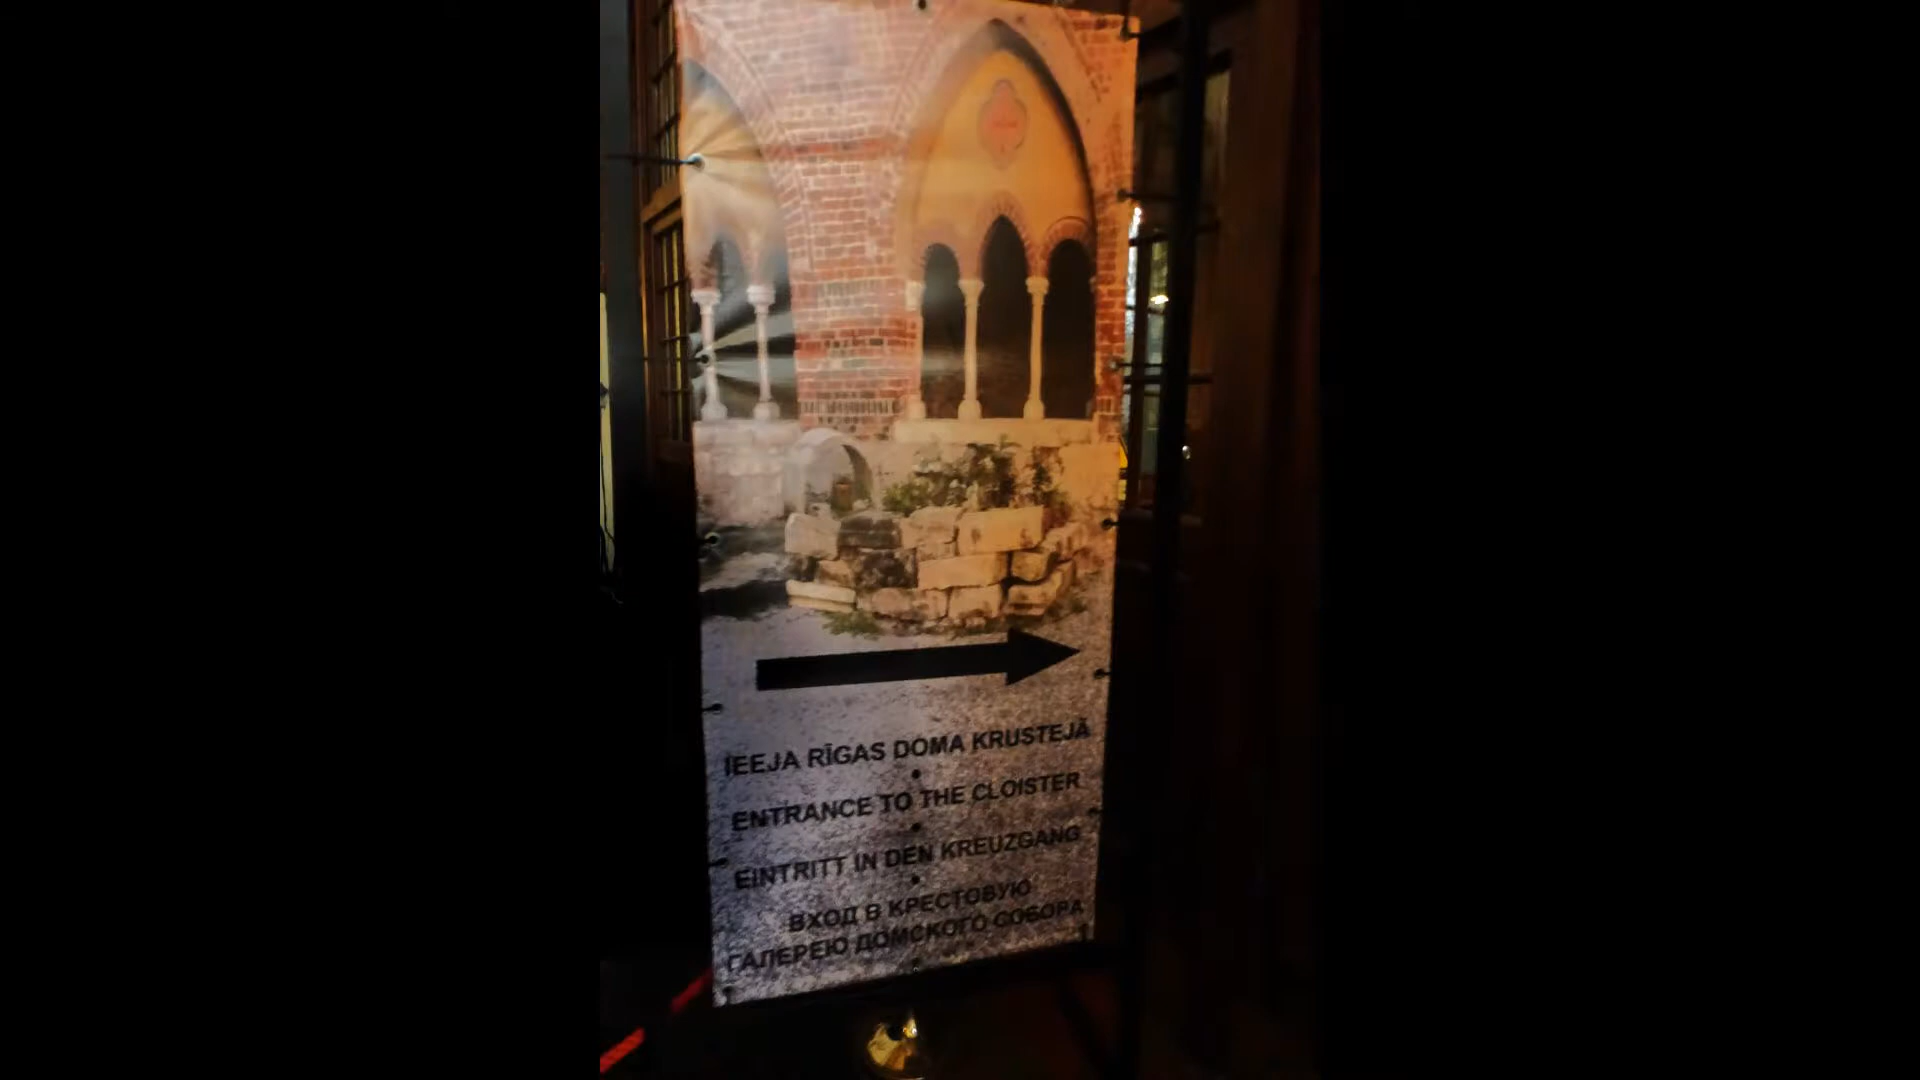 IEEJA RĪGAS DOMA KRUSTEJĀ
ENTRANCE TO THE CLOISTER
EINTRITT IN DEN KREUZGANG
ВХОД В КРЕСТОВУЮ
ГАЛЕРЕЮ ДОМСКОГО СОБОРА